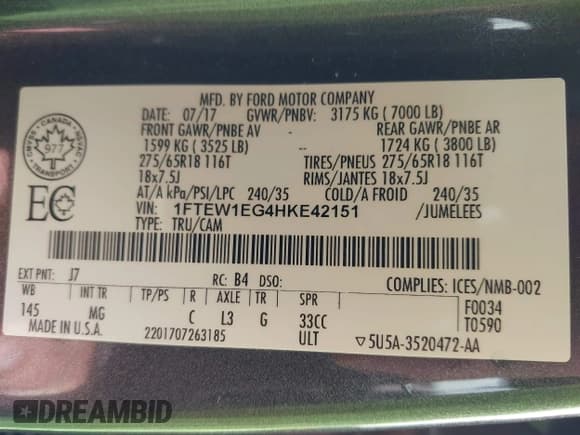 MFD. BY FORD MOTOR COMPANY
DATE: 07/17 GVWR/PNBV: 3175 KG ( 7000 LB)
FRONT GAWR/PNBE AV REAR GAWR/PNBE AR
1599 KG ( 3525 LB) 1724 KG ( 3800 LB)
275/65R18 116T TIRES/PNEUS 275/65R18 116T
18x7.5J RIMS/JANTES 18x7.5J
AT/A kPa/PSI/LPC 240/35 COLD/A FROID 240/35
VIN: 1FTEW1EG4HKE42151 /JUMELEES
TYPE: TRU/CAM
CANADA
977
TRANSPORT
EC
EXT PNT: J7 RC: B4 DSO: COMPLIES: ICES/NMB-002
WB INT TR TP/PS R AXLE TR SPR F0034
145 MG C L3 G 33CC T0590
MADE IN U.S.A. 2201707263185 ULT ▽5U5A-3520472-AA
DREAMBID